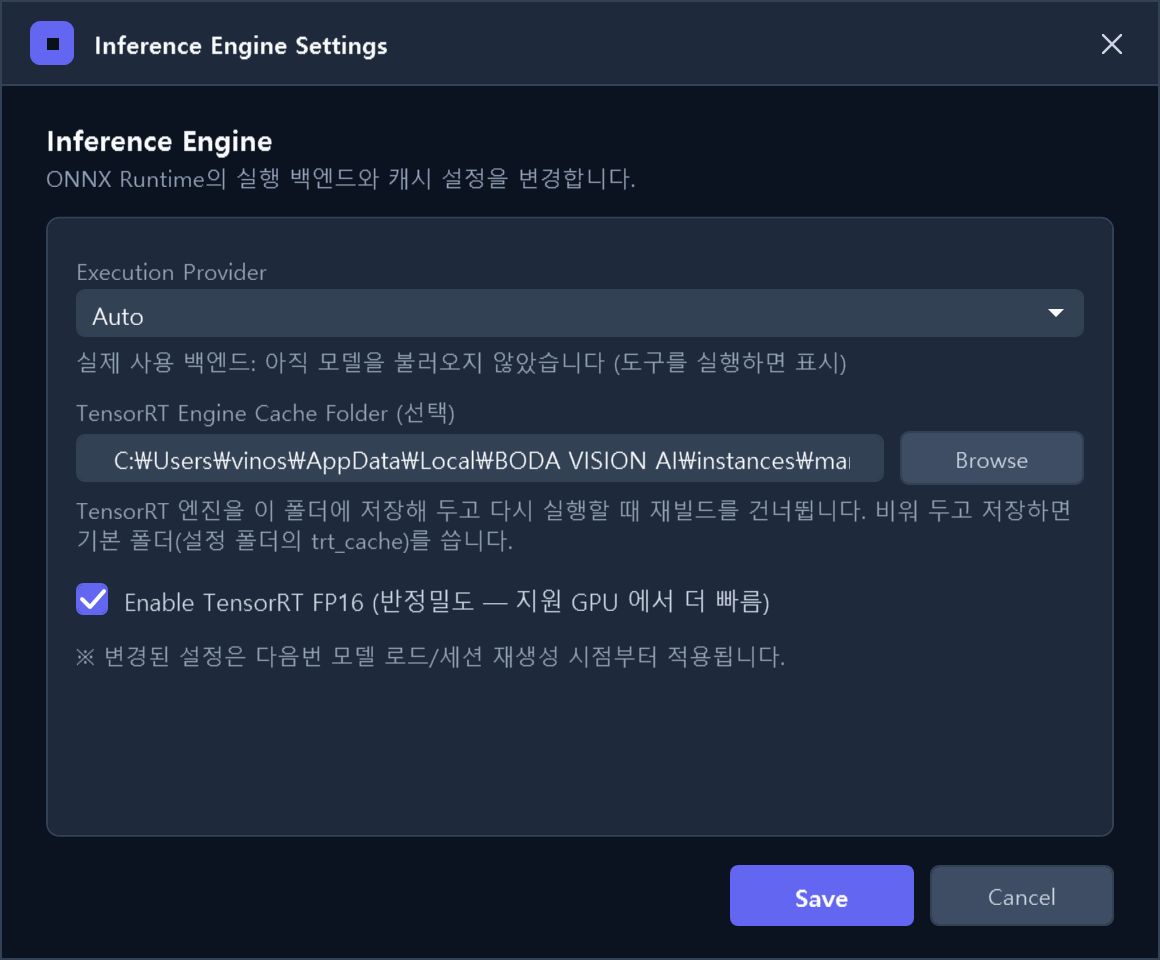 Inference Engine Settings
Inference Engine
ONNX Runtime의 실행 백엔드와 캐시 설정을 변경합니다.
Execution Provider
Auto
실제 사용 백엔드: 아직 모델을 불러오지 않았습니다 (도구를 실행하면 표시)
TensorRT Engine Cache Folder (선택)
C:₩Users₩vinos₩AppData₩Local₩BODA VISION AI₩instances₩mai
Browse
TensorRT 엔진을 이 폴더에 저장해 두고 다시 실행할 때 재빌드를 건너뜁니다. 비워 두고 저장하면
기본 폴더(설정 폴더의 trt_cache)를 씁니다.
Enable TensorRT FP16 (반정밀도 — 지원 GPU 에서 더 빠름)
※ 변경된 설정은 다음번 모델 로드/세션 재생성 시점부터 적용됩니다.
Save
Cancel